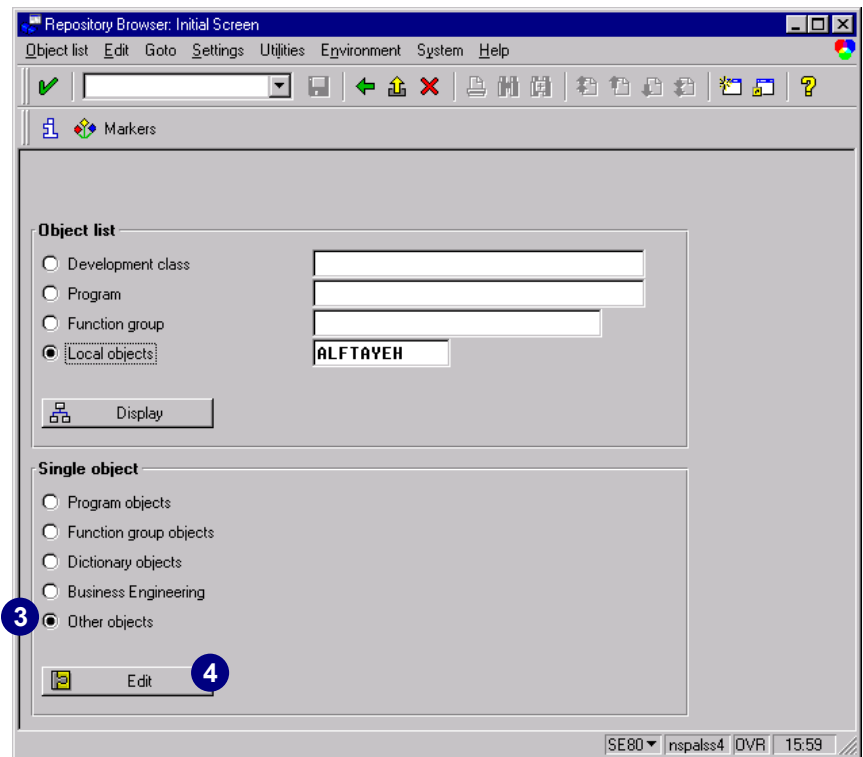 Repository Browser: Initial Screen
Object list Edit Goto Settings Utilities Environment System Help
Markers
Object list
Development class
Program
Function group
Local objects ALFTAYEH
Display
Single object
Program objects
Function group objects
Dictionary objects
Business Engineering
3 Other objects
Edit 4
SE80 nspalss4 OVR 15:59